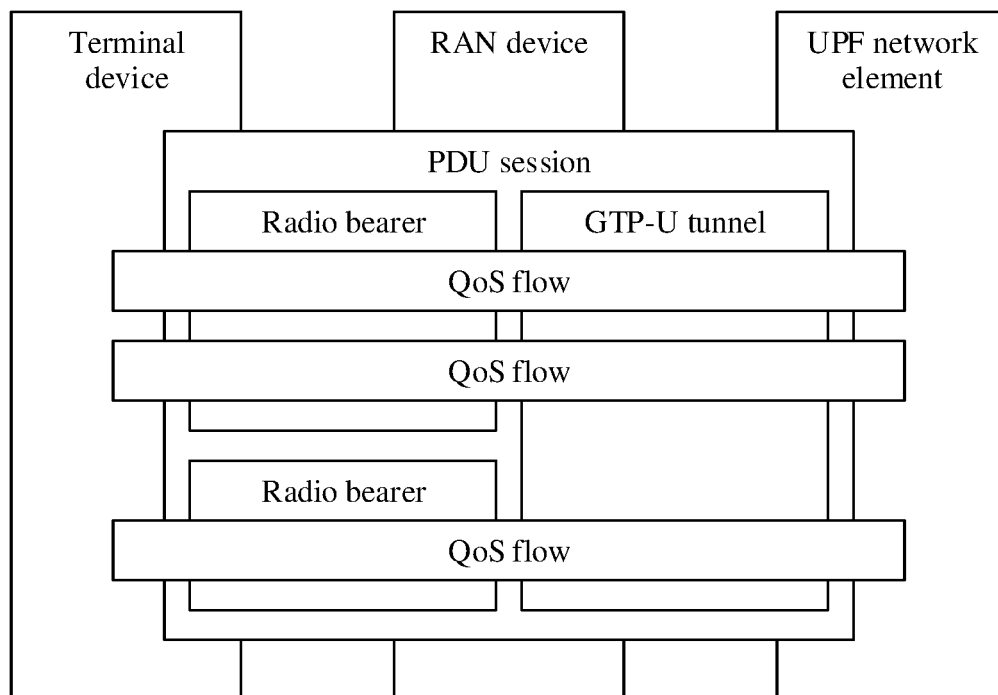 Terminal
device
RAN device
UPF network
element
PDU session
Radio bearer
GTP-U tunnel
QoS flow
QoS flow
Radio bearer
QoS flow